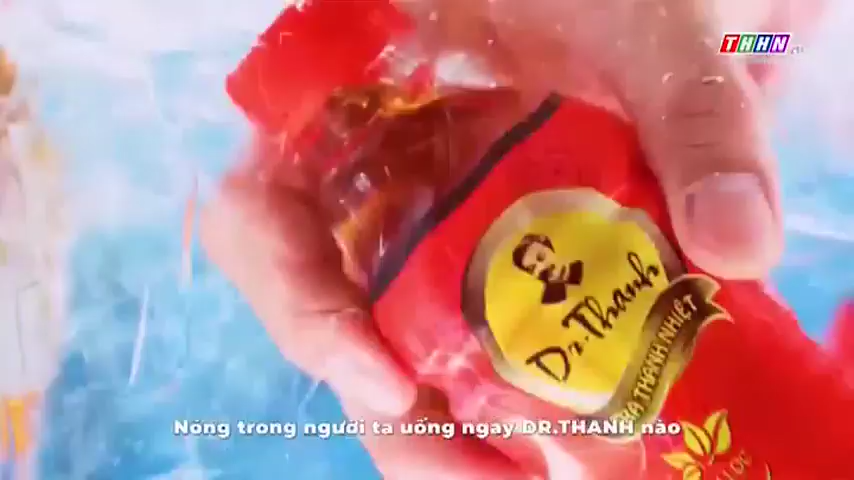 THHN
Dr.Thanh
TRÀ THANH NHIỆT
Nóng trong người ta uống ngay DR.THANH nào